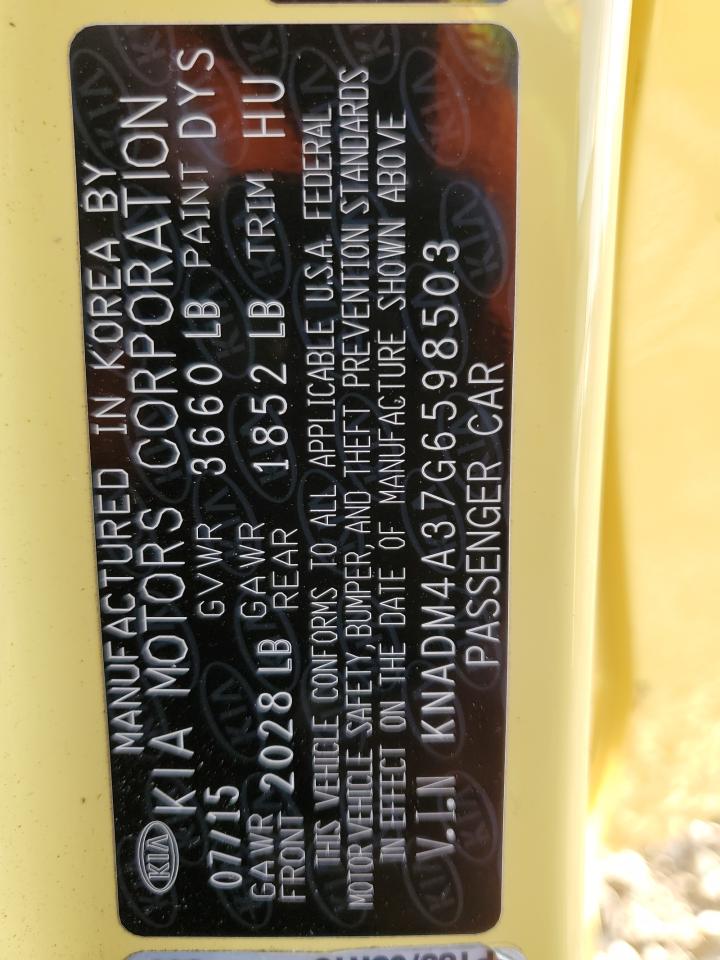 MANUFACTURED IN KOREA BY
KIA KIA MOTORS CORPORATION
07/15 GVWR 3660 LB PAINT DYS
GAWR FRONT 2028 LB GAWR REAR 1852 LB TRIM HU
THIS VEHICLE CONFORMS TO ALL APPLICABLE U.S.A. FEDERAL
MOTOR VEHICLE SAFETY, BUMPER, AND THEFT PREVENTION STANDARDS
IN EFFECT ON THE DATE OF MANUFACTURE SHOWN ABOVE
V.I.N KNADM4A37G6598503
PASSENGER CAR